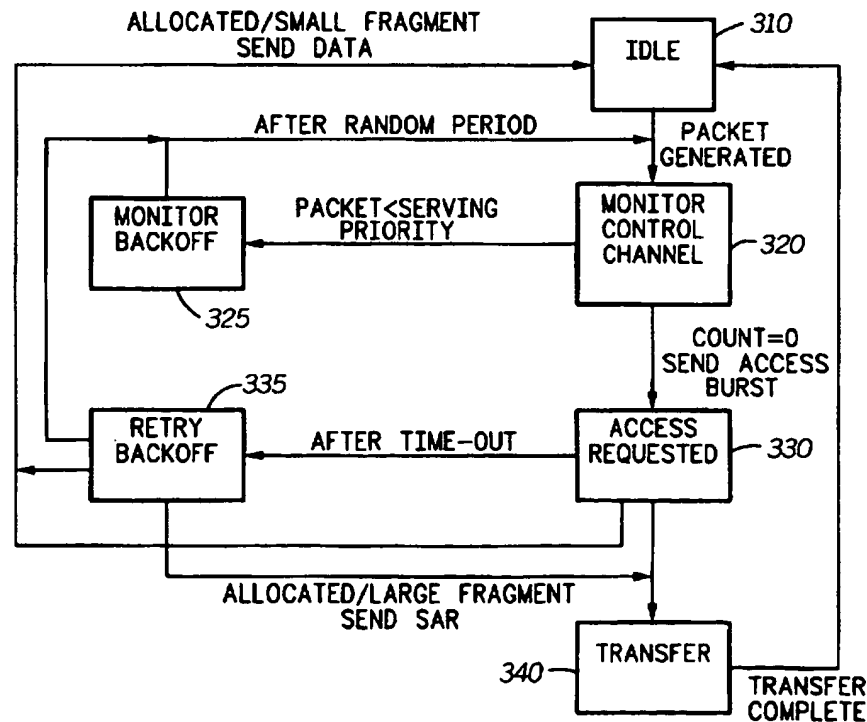 ALLOCATED/SMALL FRAGMENT
SEND DATA
IDLE
310
AFTER RANDOM PERIOD
PACKET
GENERATED
MONITOR
BACKOFF
325
PACKET<SERVING
PRIORITY
MONITOR
CONTROL
CHANNEL
320
COUNT=0
SEND ACCESS
BURST
335
RETRY
BACKOFF
AFTER TIME-OUT
ACCESS
REQUESTED
330
ALLOCATED/LARGE FRAGMENT
SEND SAR
TRANSFER
340
TRANSFER
COMPLETE